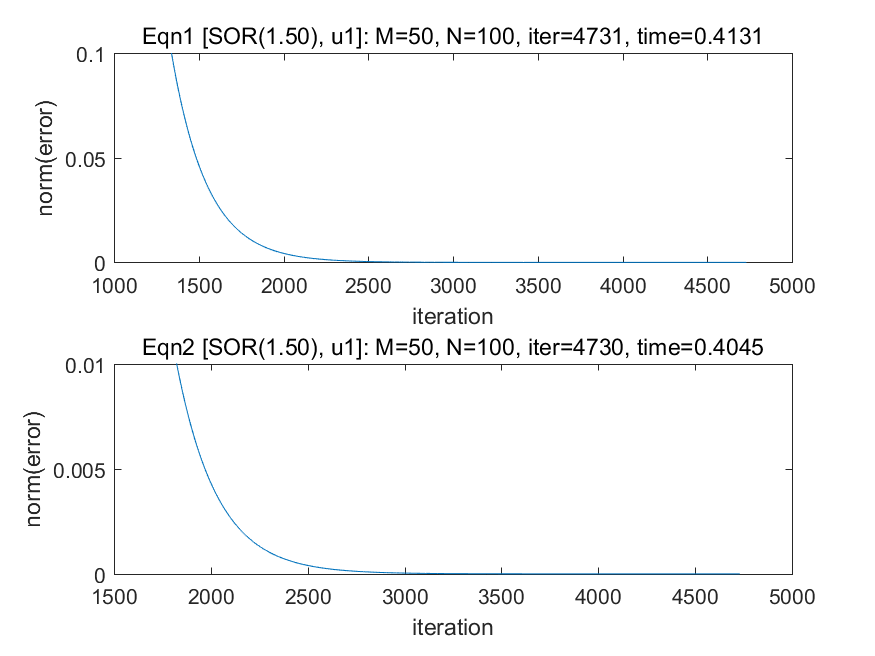 Eqn1 [SOR(1.50), u1]: M=50, N=100, iter=4731, time=0.4131
0.1
0.05
0
norm(error)
1000 1500 2000 2500 3000 3500 4000 4500 5000
iteration
Eqn2 [SOR(1.50), u1]: M=50, N=100, iter=4730, time=0.4045
0.01
0.005
0
norm(error)
1500 2000 2500 3000 3500 4000 4500 5000
iteration